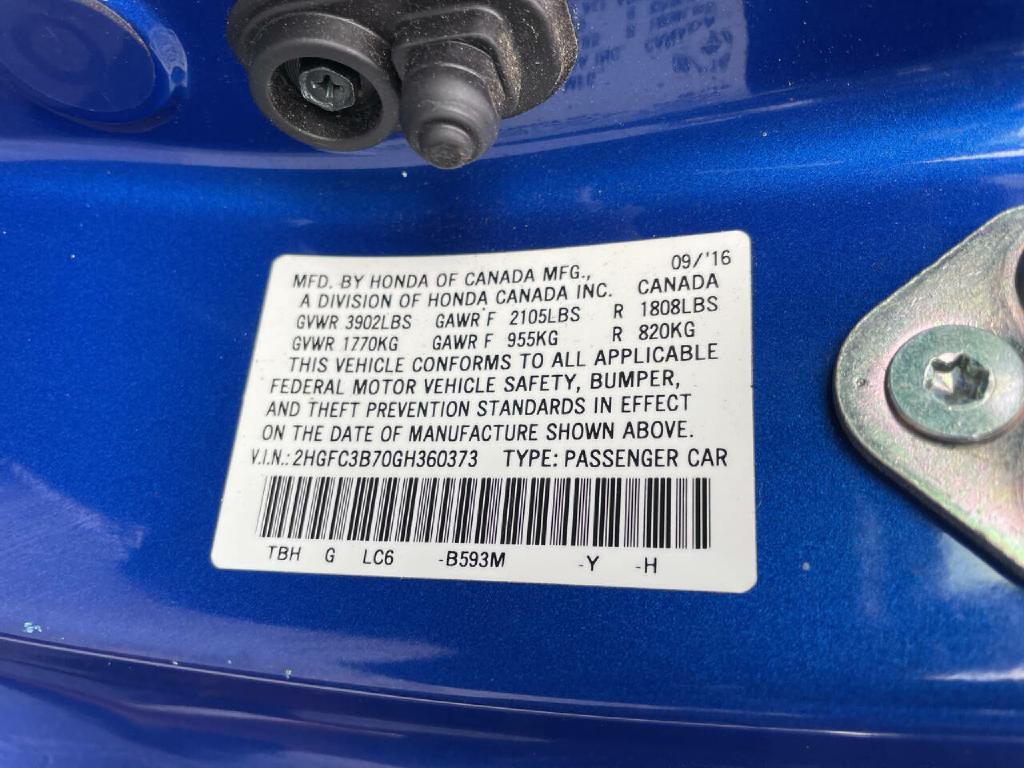 09/'16
MFD. BY HONDA OF CANADA MFG.,
A DIVISION OF HONDA CANADA INC. CANADA
GVWR 3902LBS GAWR F 2105LBS R 1808LBS
GVWR 1770KG GAWR F 955KG R 820KG
THIS VEHICLE CONFORMS TO ALL APPLICABLE
FEDERAL MOTOR VEHICLE SAFETY, BUMPER,
AND THEFT PREVENTION STANDARDS IN EFFECT
ON THE DATE OF MANUFACTURE SHOWN ABOVE.
V.I.N.: 2HGFC3B70GH360373 TYPE: PASSENGER CAR
TBH G LC6 -B593M -Y -H